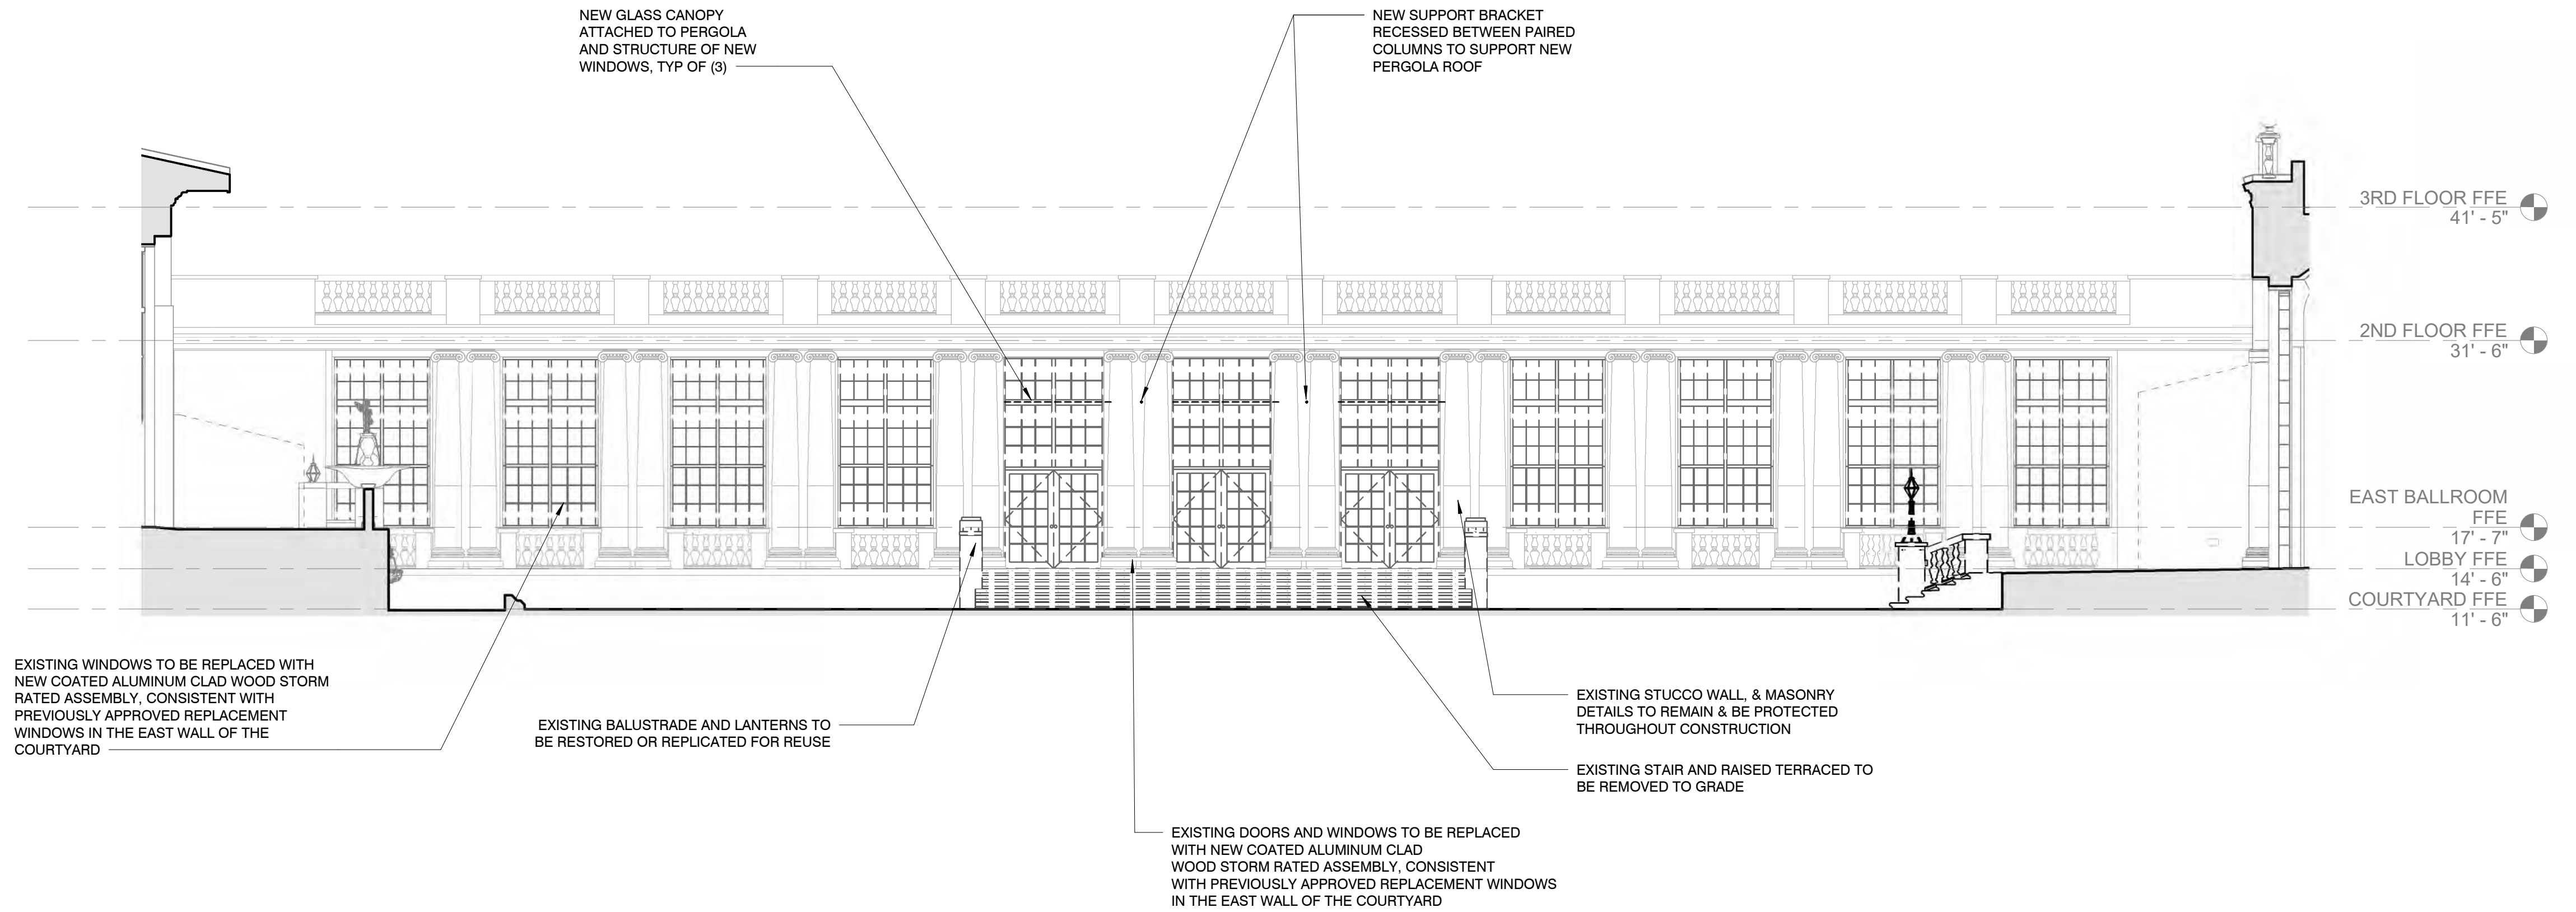 NEW GLASS CANOPY
ATTACHED TO PERGOLA
AND STRUCTURE OF NEW
WINDOWS, TYP OF (3)
NEW SUPPORT BRACKET
RECESSED BETWEEN PAIRED
COLUMNS TO SUPPORT NEW
PERGOLA ROOF
3RD FLOOR FFE
41' - 5"
2ND FLOOR FFE
31' - 6"
EAST BALLROOM
FFE
17' - 7"
LOBBY FFE
14' - 6"
COURTYARD FFE
11' - 6"
EXISTING WINDOWS TO BE REPLACED WITH
NEW COATED ALUMINUM CLAD WOOD STORM
RATED ASSEMBLY, CONSISTENT WITH
PREVIOUSLY APPROVED REPLACEMENT
WINDOWS IN THE EAST WALL OF THE
COURTYARD
EXISTING BALUSTRADE AND LANTERNS TO
BE RESTORED OR REPLICATED FOR REUSE
EXISTING STUCCO WALL, & MASONRY
DETAILS TO REMAIN & BE PROTECTED
THROUGHOUT CONSTRUCTION
EXISTING STAIR AND RAISED TERRACED TO
BE REMOVED TO GRADE
EXISTING DOORS AND WINDOWS TO BE REPLACED
WITH NEW COATED ALUMINUM CLAD
WOOD STORM RATED ASSEMBLY, CONSISTENT
WITH PREVIOUSLY APPROVED REPLACEMENT WINDOWS
IN THE EAST WALL OF THE COURTYARD